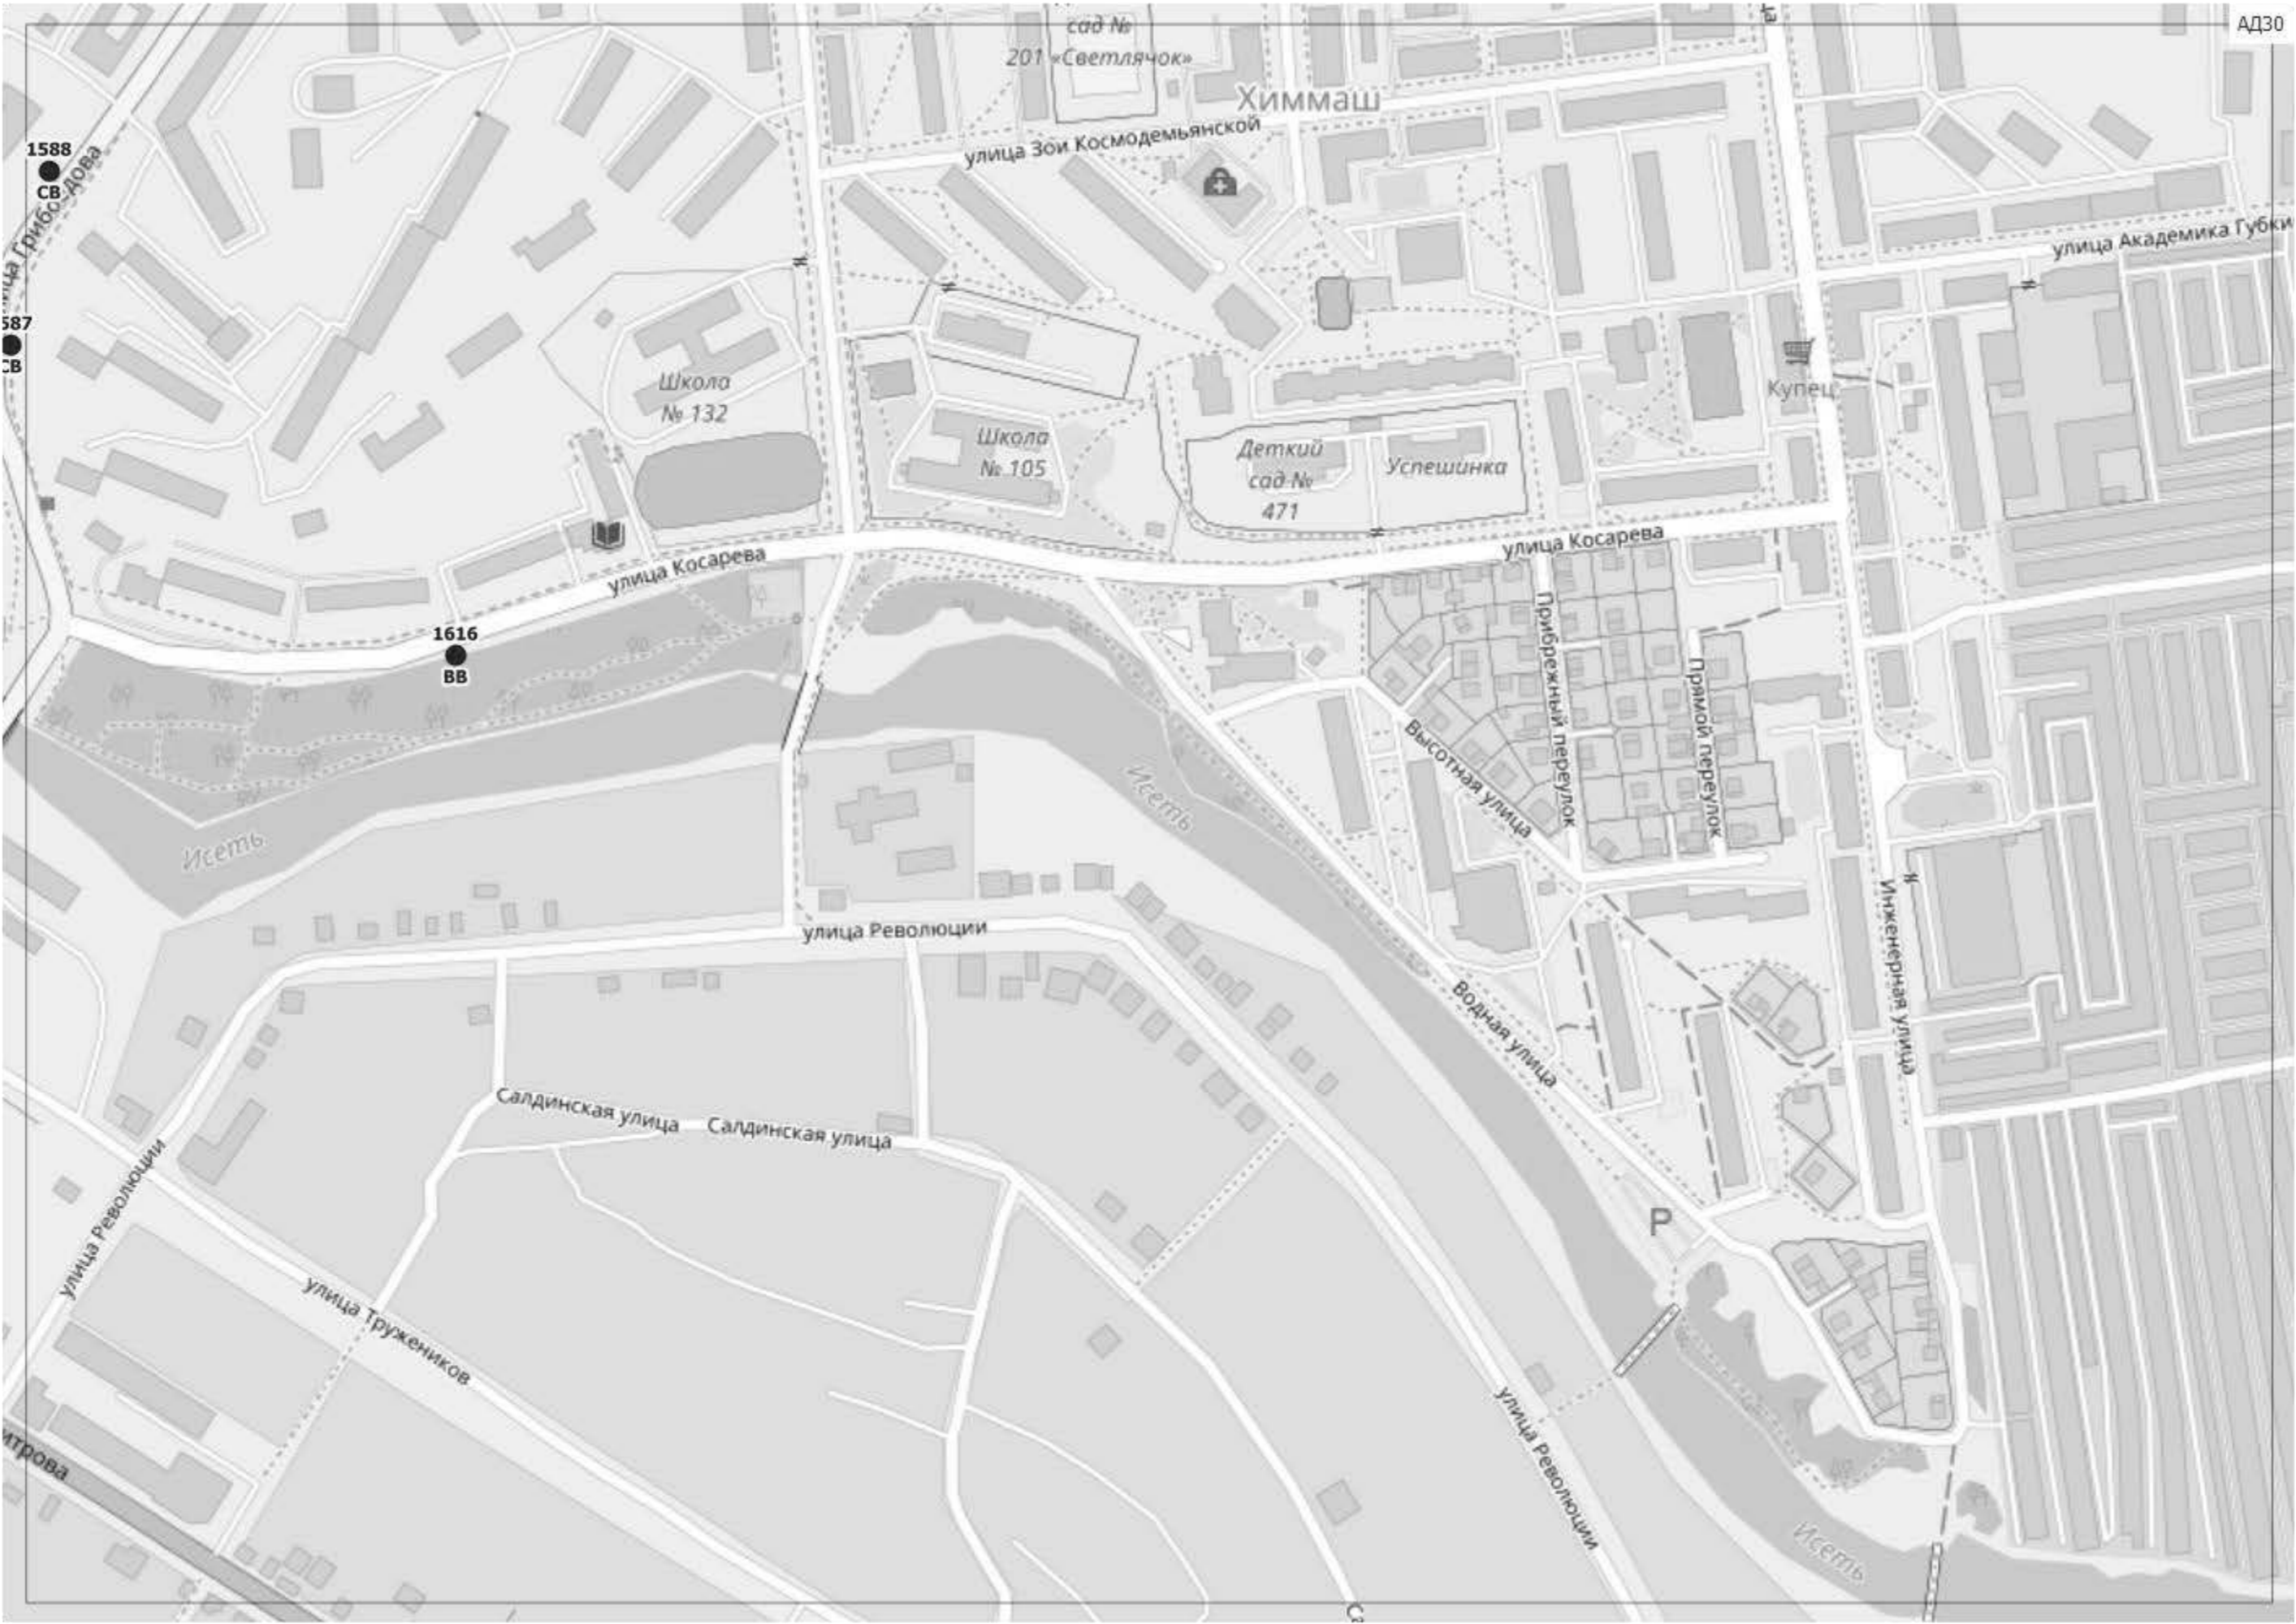 АД30
сад №
201 «Светлячок»
Химмаш
улица Зои Космодемьянской
1588
СВ
улица Академика Губки
587
СВ
Школа
№ 132
Купец
Школа
№ 105
Деткий
сад №
471
Успешинка
улица Косарева
улица Косарева
1616
ВВ
Прибрежный переулок
Прямой переулок
Высотная улица
Исеть
Исеть
Инженерная улица
улица Революции
Водная улица
Салдинская улица
Салдинская улица
улица Революции
P
улица Тружеников
улица Революции
итрова
Исеть